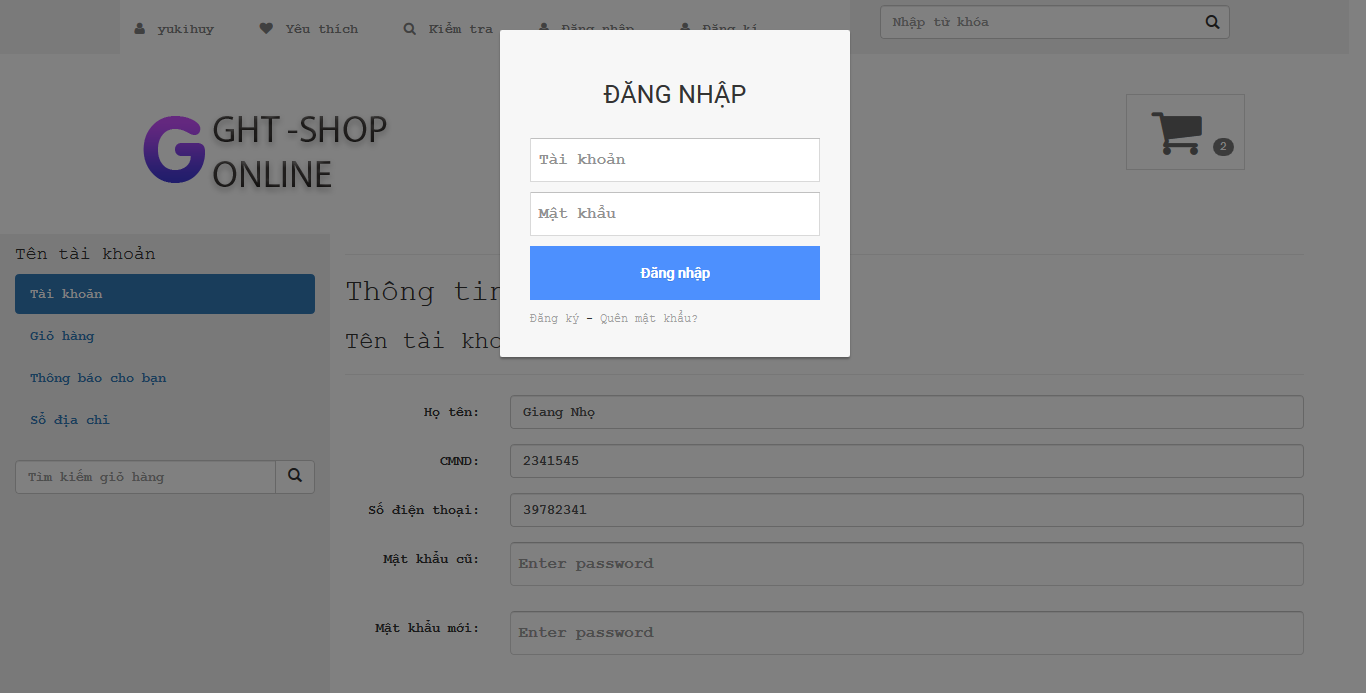 yukihuy Yêu thích Kiểm tra Đăng nhập Đăng kí Nhập từ khóa
ĐĂNG NHẬP
GHT -SHOP
ONLINE
2
Tài khoản
Mật khẩu
Đăng nhập
Đăng ký - Quên mật khẩu?
Tên tài khoản
Tài khoản
Giỏ hàng
Thông báo cho bạn
Sổ địa chỉ
Tìm kiếm giỏ hàng
Thông tin
Tên tài kho
Họ tên: Giang Nhọ
CMND: 2341545
Số điện thoại: 39782341
Mật khẩu cũ: Enter password
Mật khẩu mới: Enter password